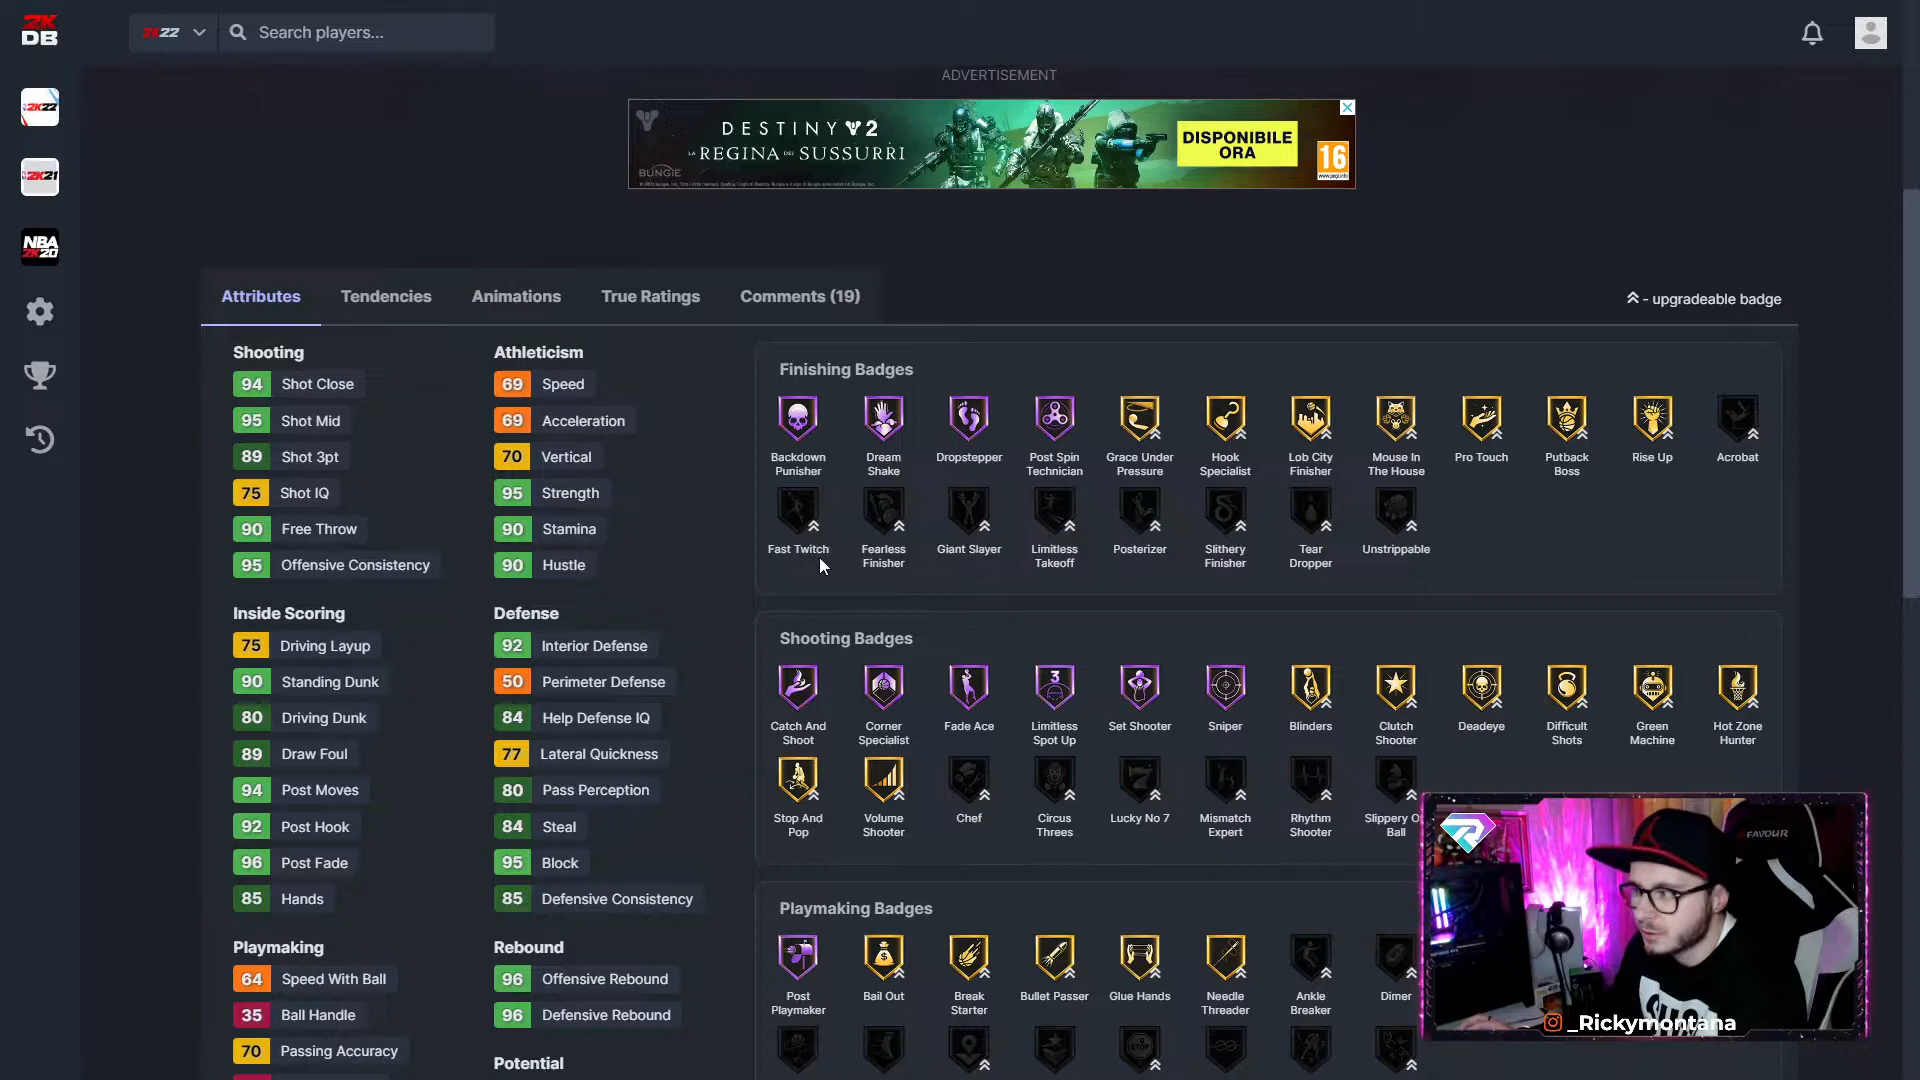 2K
DB
2K22
Search players...
2K22
2K21
NBA
2K20
ADVERTISEMENT
DESTINY 2
LA REGINA DEI SUSSURRI
BUNGIE
DISPONIBILE
ORA
16
www.pegi.info
Attributes
Tendencies
Animations
True Ratings
Comments (19)
- upgradeable badge
Shooting
94 Shot Close
95 Shot Mid
89 Shot 3pt
75 Shot IQ
90 Free Throw
95 Offensive Consistency
Inside Scoring
75 Driving Layup
90 Standing Dunk
80 Driving Dunk
89 Draw Foul
94 Post Moves
92 Post Hook
96 Post Fade
85 Hands
Playmaking
64 Speed With Ball
35 Ball Handle
70 Passing Accuracy
Athleticism
69 Speed
69 Acceleration
70 Vertical
95 Strength
90 Stamina
90 Hustle
Defense
92 Interior Defense
50 Perimeter Defense
84 Help Defense IQ
77 Lateral Quickness
80 Pass Perception
84 Steal
95 Block
85 Defensive Consistency
Rebound
96 Offensive Rebound
96 Defensive Rebound
Potential
Finishing Badges
Backdown Punisher
Dream Shake
Dropstepper
Post Spin Technician
Grace Under Pressure
Hook Specialist
Lob City Finisher
Mouse In The House
Pro Touch
Putback Boss
Rise Up
Acrobat
Fast Twitch
Fearless Finisher
Giant Slayer
Limitless Takeoff
Posterizer
Slithery Finisher
Tear Dropper
Unstrippable
Shooting Badges
Catch And Shoot
Corner Specialist
Fade Ace
3
Limitless Spot Up
Set Shooter
Sniper
Blinders
Clutch Shooter
Deadeye
Difficult Shots
Green Machine
Hot Zone Hunter
Stop And Pop
Volume Shooter
Chef
Circus Threes
Lucky No 7
Mismatch Expert
Rhythm Shooter
Slippery O
Ball
Playmaking Badges
Post Playmaker
Bail Out
Break Starter
Bullet Passer
Glue Hands
Needle Threader
Ankle Breaker
Dimer
STOP
FAVOUR
_Rickymontana